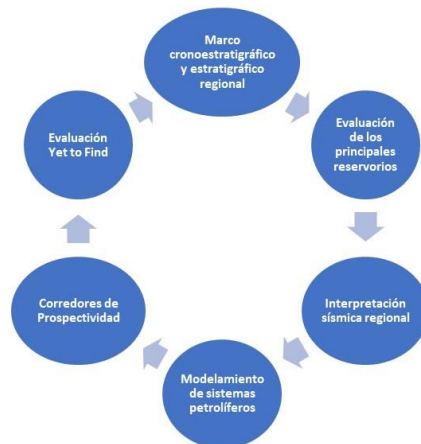 Marco
cronoestratigráfico
y estratigráfico
regional
Evaluación
de los
principales
reservorios
Interpretación
sísmica regional
Modelamiento
de sistemas
petrolíferos
Corredores de
Prospectividad
Evaluación
Yet to Find